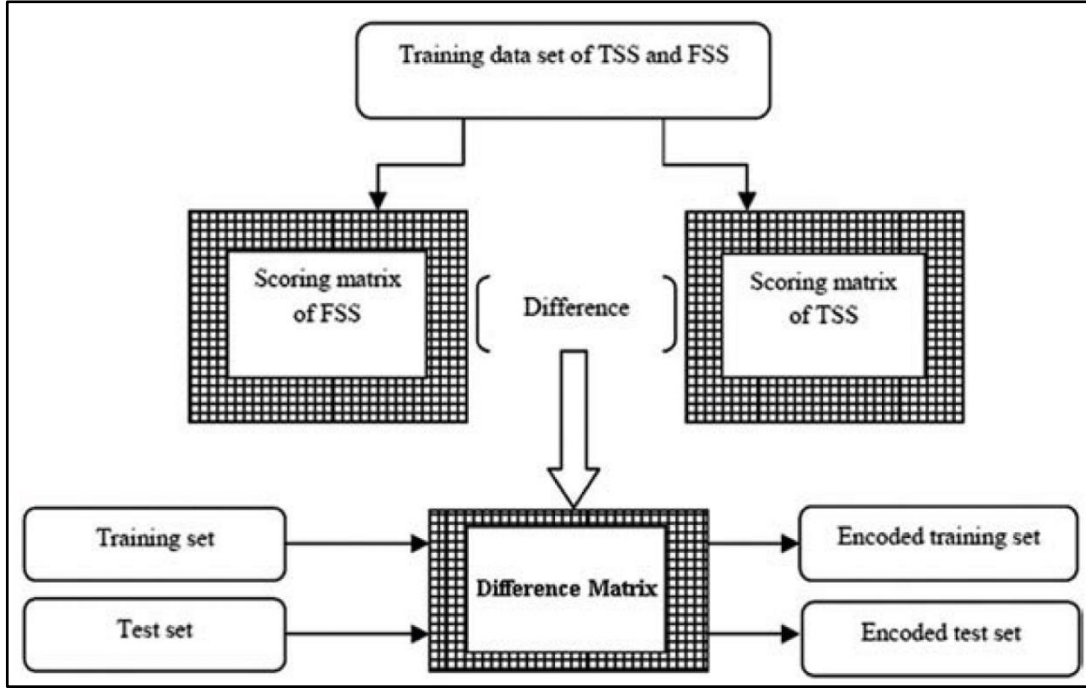 Training data set of TSS and FSS
Scoring matrix
of FSS
Difference
Scoring matrix
of TSS
Training set
Difference Matrix
Encoded training set
Test set
Encoded test set